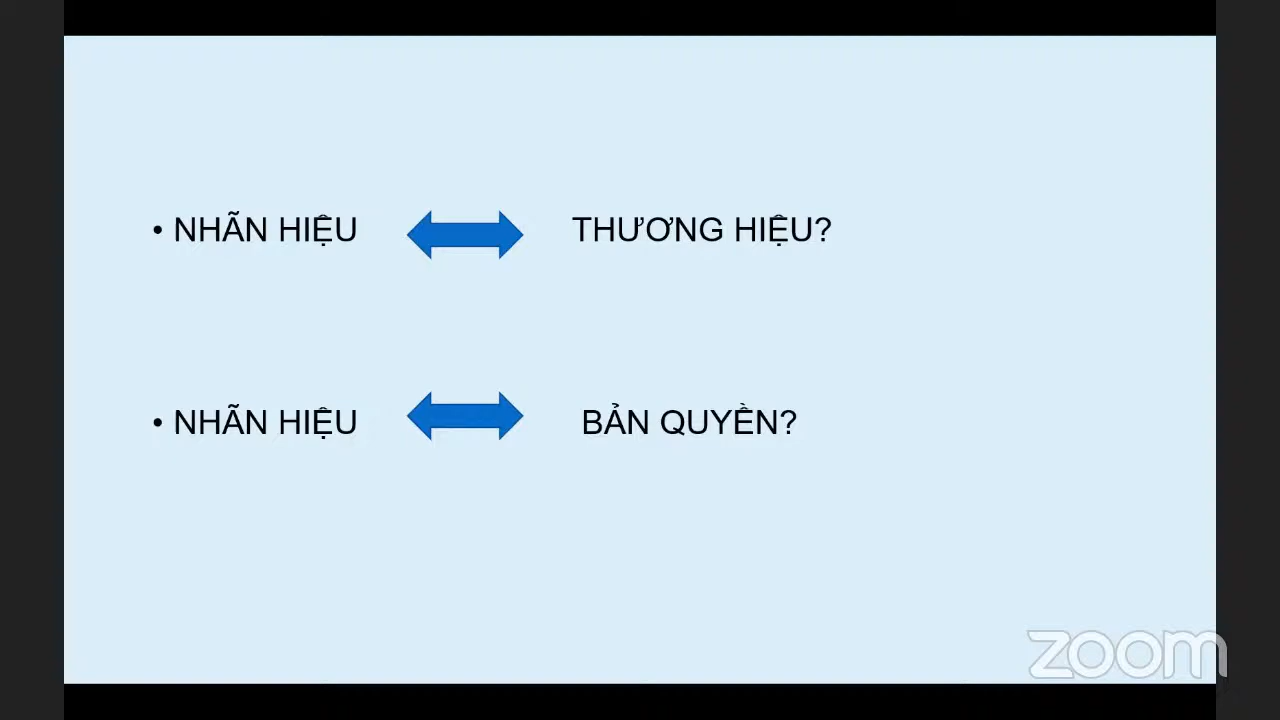 • NHÃN HIỆU THƯƠNG HIỆU?
• NHÃN HIỆU BẢN QUYỀN?
zoom